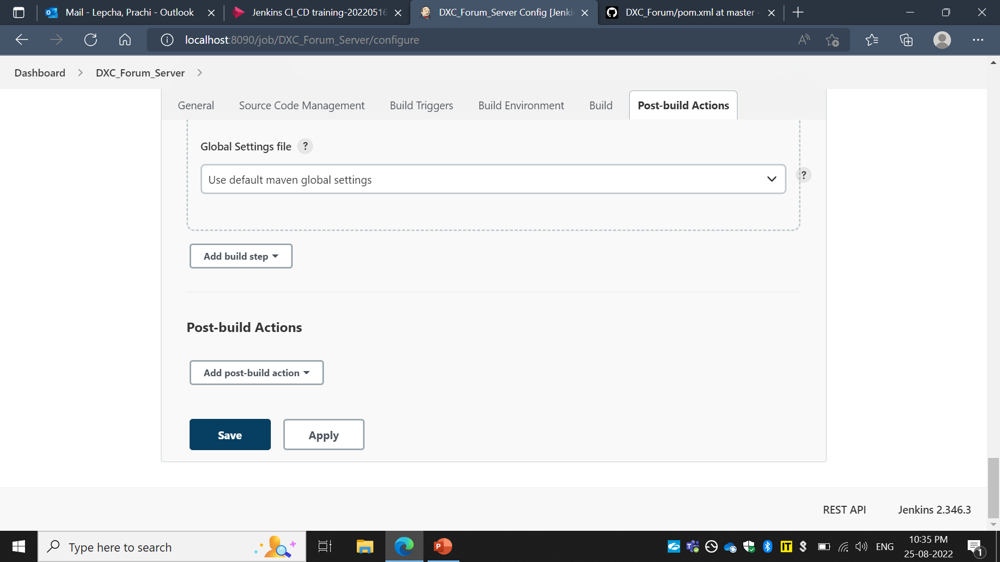 Mail - Lepcha, Prachi - Outlook
Jenkins CI_CD training-20220516
DXC_Forum_Server Config [Jenki
DXC_Forum/pom.xml at master ·
localhost:8090/job/DXC_Forum_Server/configure
Dashboard
DXC_Forum_Server
General
Source Code Management
Build Triggers
Build Environment
Build
Post-build Actions
Global Settings file ?
Use default maven global settings
?
Add build step
Post-build Actions
Add post-build action
Save
Apply
REST API
Jenkins 2.346.3
Type here to search
IT
ENG
10:35 PM
25-08-2022
1